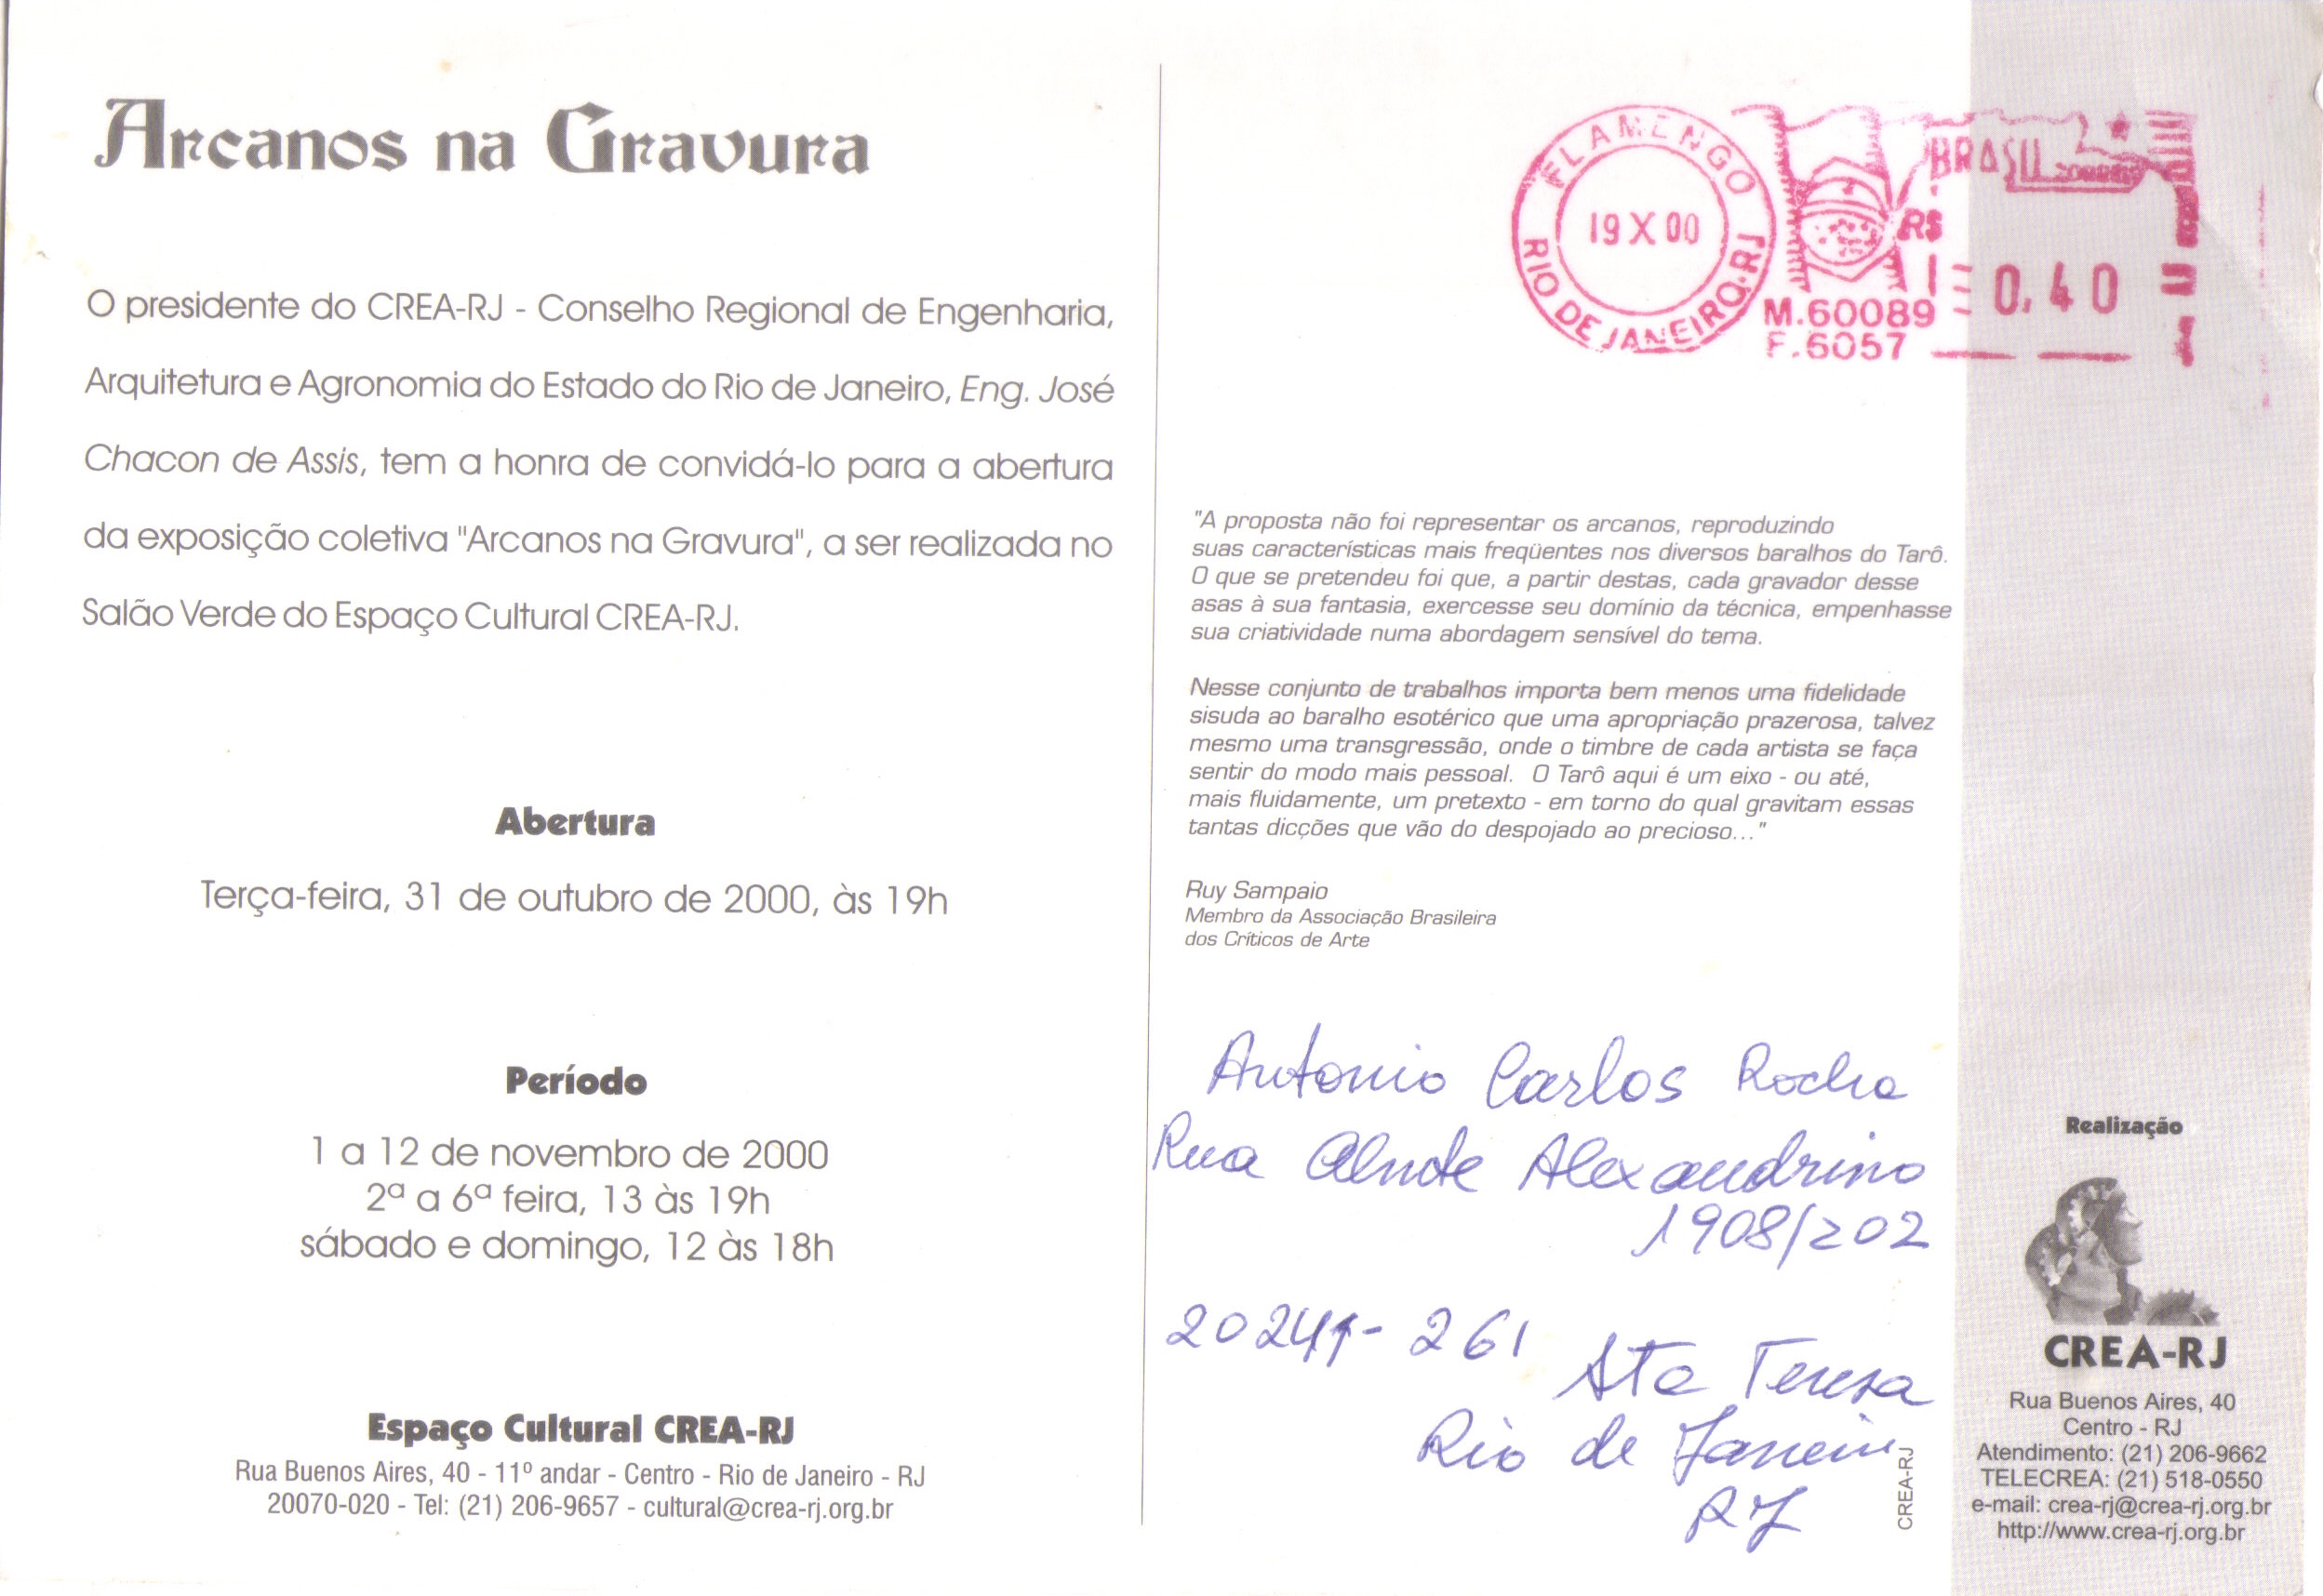 Arcanos na Gravura
O presidente do CREA-RJ - Conselho Regional de Engenharia,
Arquitetura e Agronomia do Estado do Rio de Janeiro, Eng. José
Chacon de Assis, tem a honra de convidá-lo para a abertura
da exposição coletiva "Arcanos na Gravura", a ser realizada no
Salão Verde do Espaço Cultural CREA-RJ.
Abertura
Terça-feira, 31 de outubro de 2000, às 19h
Período
1 a 12 de novembro de 2000
2ª a 6ª feira, 13 às 19h
sábado e domingo, 12 às 18h
Espaço Cultural CREA-RJ
Rua Buenos Aires, 40 - 11º andar - Centro - Rio de Janeiro - RJ
20070-020 - Tel: (21) 206-9657 - cultural@crea-rj.org.br
FLAMENGO
19 X 00
RIO DE JANEIRO.RJ
BRASIL
R$
0,40
M.60089
F.6057
"A proposta não foi representar os arcanos, reproduzindo
suas características mais freqüentes nos diversos baralhos do Tarô.
O que se pretendeu foi que, a partir destas, cada gravador desse
asas à sua fantasia, exercesse seu domínio da técnica, empenhasse
sua criatividade numa abordagem sensível do tema.
Nesse conjunto de trabalhos importa bem menos uma fidelidade
sisuda ao baralho esotérico que uma apropriação prazerosa, talvez
mesmo uma transgressão, onde o timbre de cada artista se faça
sentir do modo mais pessoal. O Tarô aqui é um eixo - ou até,
mais fluidamente, um pretexto - em torno do qual gravitam essas
tantas dicções que vão do despojado ao precioso..."
Ruy Sampaio
Membro da Associação Brasileira
dos Críticos de Arte
Antonio Carlos Rocha
Rua Almte Alexandrino
1908/202
20241-261 Sta Teresa
Rio de Janeiro
RJ
CREA-RJ
Realização
CREA-RJ
Rua Buenos Aires, 40
Centro - RJ
Atendimento: (21) 206-9662
TELECREA: (21) 518-0550
e-mail: crea-rj@crea-rj.org.br
http://www.crea-rj.org.br